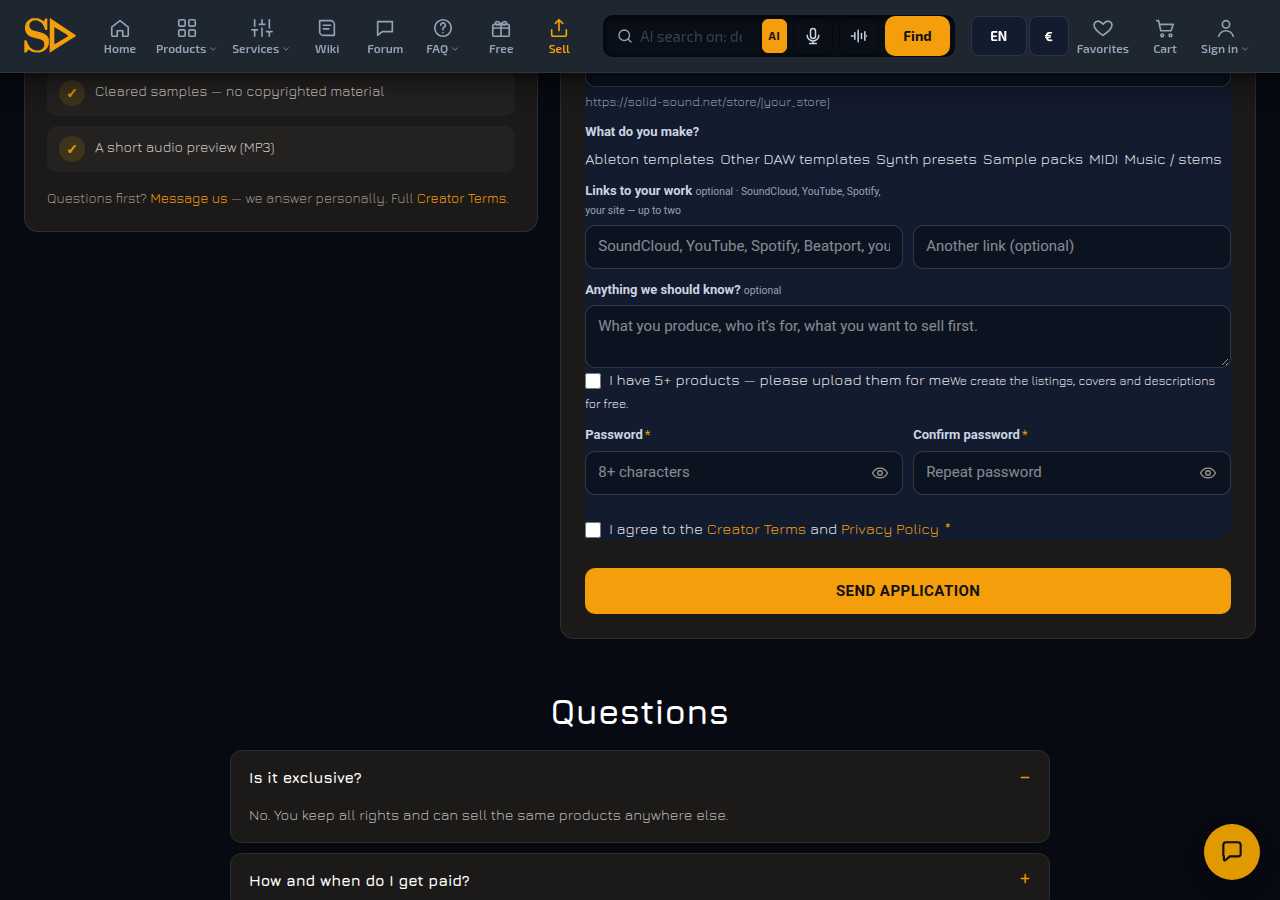 SD
Home
Products
Services
Wiki
Forum
FAQ
Free
Sell
AI search on: de
AI
Find
EN
€
Favorites
Cart
Sign in
Cleared samples — no copyrighted material
A short audio preview (MP3)
Questions first? Message us — we answer personally. Full Creator Terms.
https://solid-sound.net/store/[your_store]
What do you make?
Ableton templates Other DAW templates Synth presets Sample packs MIDI Music / stems
Links to your work optional · SoundCloud, YouTube, Spotify,
your site — up to two
SoundCloud, YouTube, Spotify, Beatport, you
Another link (optional)
Anything we should know? optional
What you produce, who it's for, what you want to sell first.
I have 5+ products — please upload them for meWe create the listings, covers and descriptions
for free.
Password *
Confirm password *
8+ characters
Repeat password
I agree to the Creator Terms and Privacy Policy *
SEND APPLICATION
Questions
Is it exclusive?
−
No. You keep all rights and can sell the same products anywhere else.
How and when do I get paid?
+